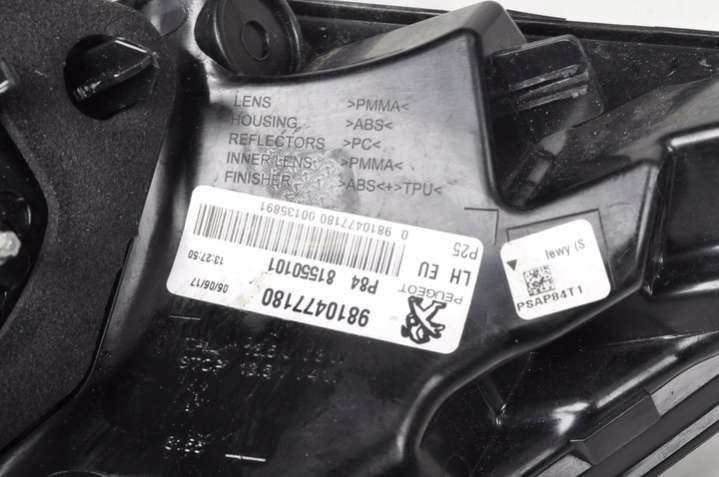 LENS >PMMA<
HOUSING >ABS<
REFLECTORS >PC<
INNER LENS >PMMA<
FINISHER >ABS<+>TPU<
PEUGEOT
9810477180
06/06/17
LH EU P84 81550101
13:27:50
P25
0 9810477180 00135891
lewy (S
PSAP84T1
STOP